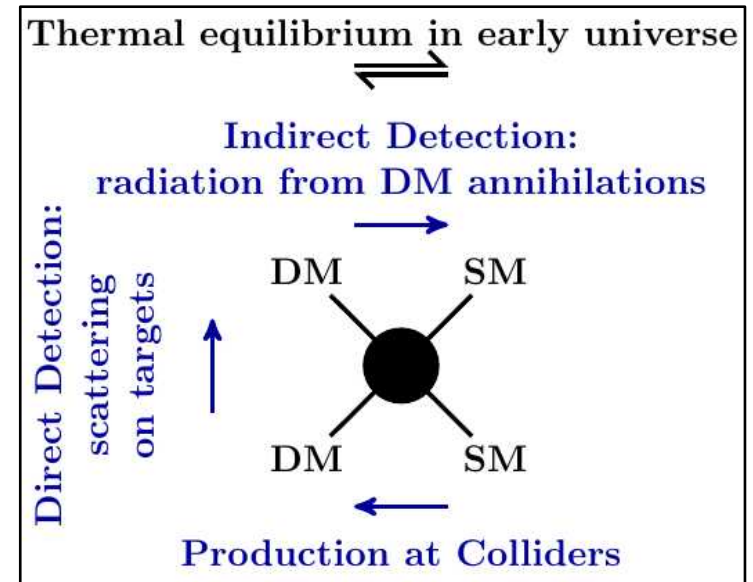 Thermal equilibrium in early universe
Indirect Detection:
radiation from DM annihilations
Direct Detection:
scattering
on targets
DM
SM
DM
SM
Production at Colliders